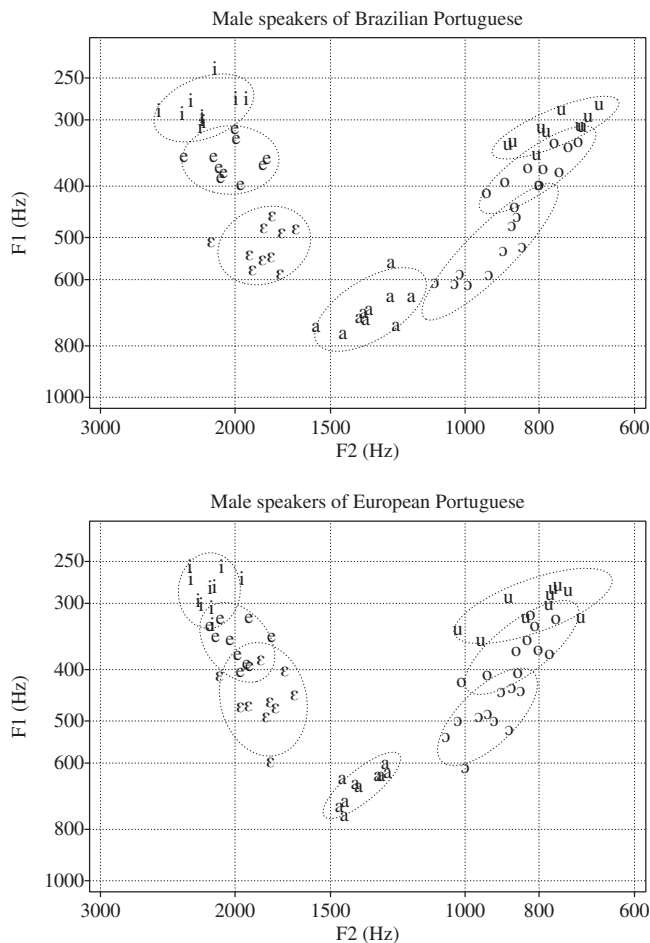 Male speakers of Brazilian Portuguese
F1 (Hz)
250
300
400
500
600
800
1000
3000 2000 1500 1000 800 600
F2 (Hz)
i
e
ɛ
a
ɔ
o
u
Male speakers of European Portuguese
F1 (Hz)
250
300
400
500
600
800
1000
3000 2000 1500 1000 800 600
F2 (Hz)
i
e
ɛ
a
ɔ
o
u